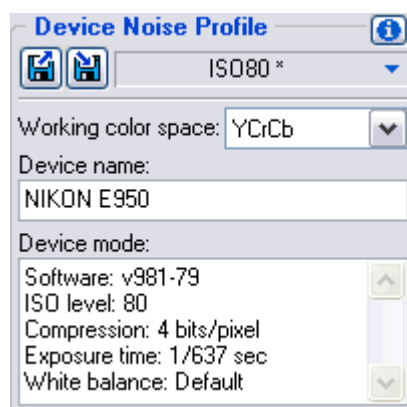 Device Noise Profile
ISO80 *
Working color space: YCrCb
Device name:
NIKON E950
Device mode:
Software: v981-79
ISO level: 80
Compression: 4 bits/pixel
Exposure time: 1/637 sec
White balance: Default